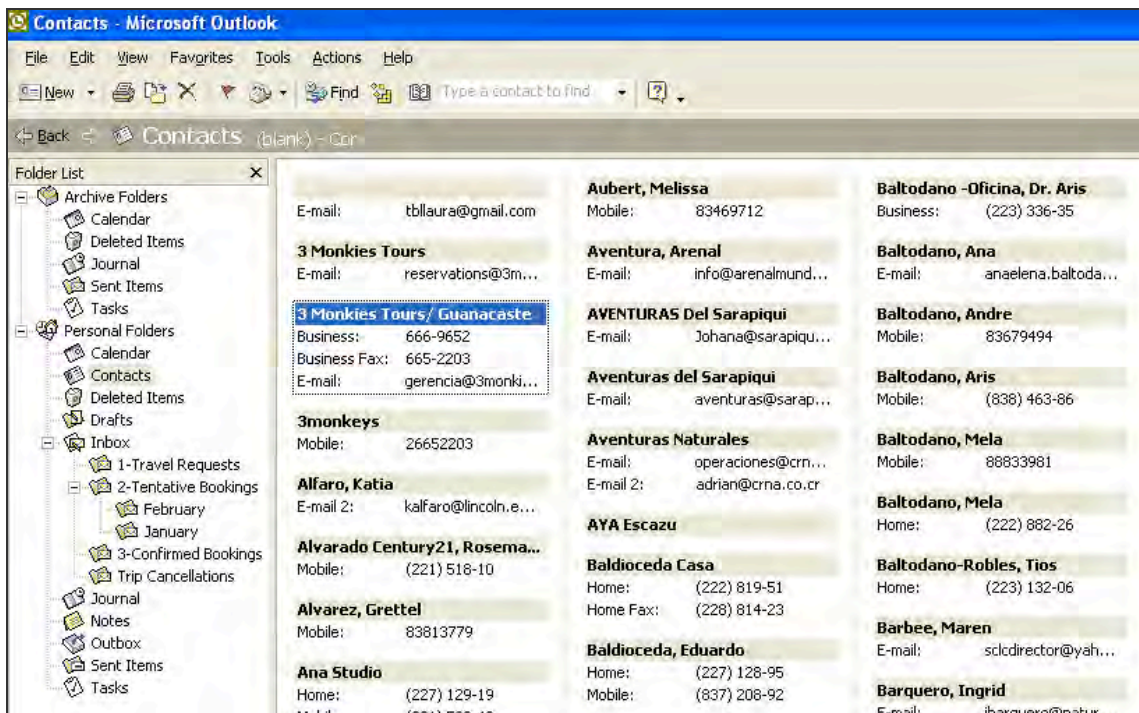 Contacts - Microsoft Outlook
File Edit View Favorites Tools Actions Help
New Find Type a contact to find
Back Contacts (blank) - Cor
Folder List
Archive Folders
Calendar
Deleted Items
Journal
Sent Items
Tasks
Personal Folders
Calendar
Contacts
Deleted Items
Drafts
Inbox
1-Travel Requests
2-Tentative Bookings
February
January
3-Confirmed Bookings
Trip Cancellations
Journal
Notes
Outbox
Sent Items
Tasks
E-mail: tbllaura@gmail.com
3 Monkies Tours
E-mail: reservations@3m...
3 Monkies Tours/ Guanacaste
Business: 666-9652
Business Fax: 665-2203
E-mail: gerencia@3monki...
3monkeys
Mobile: 26652203
Alfaro, Katia
E-mail 2: kalfaro@lincoln.e...
Alvarado Century21, Rosema...
Mobile: (221) 518-10
Alvarez, Grettel
Mobile: 83813779
Ana Studio
Home: (227) 129-19
Aubert, Melissa
Mobile: 83469712
Aventura, Arenal
E-mail: info@arenalmund...
AVENTURAS Del Sarapiqui
E-mail: Johana@sarapiqu...
Aventuras del Sarapiqui
E-mail: aventuras@sarap...
Aventuras Naturales
E-mail: operaciones@crn...
E-mail 2: adrian@crna.co.cr
AYA Escazu
Baldioceda Casa
Home: (222) 819-51
Home Fax: (228) 814-23
Baldioceda, Eduardo
Home: (227) 128-95
Mobile: (837) 208-92
Baltodano -Oficina, Dr. Aris
Business: (223) 336-35
Baltodano, Ana
E-mail: anaelena.baltoda...
Baltodano, Andre
Mobile: 83679494
Baltodano, Aris
Mobile: (838) 463-86
Baltodano, Mela
Mobile: 88833981
Baltodano, Mela
Home: (222) 882-26
Baltodano-Robles, Tios
Home: (223) 132-06
Barbee, Maren
E-mail: sclcdirector@yah...
Barquero, Ingrid